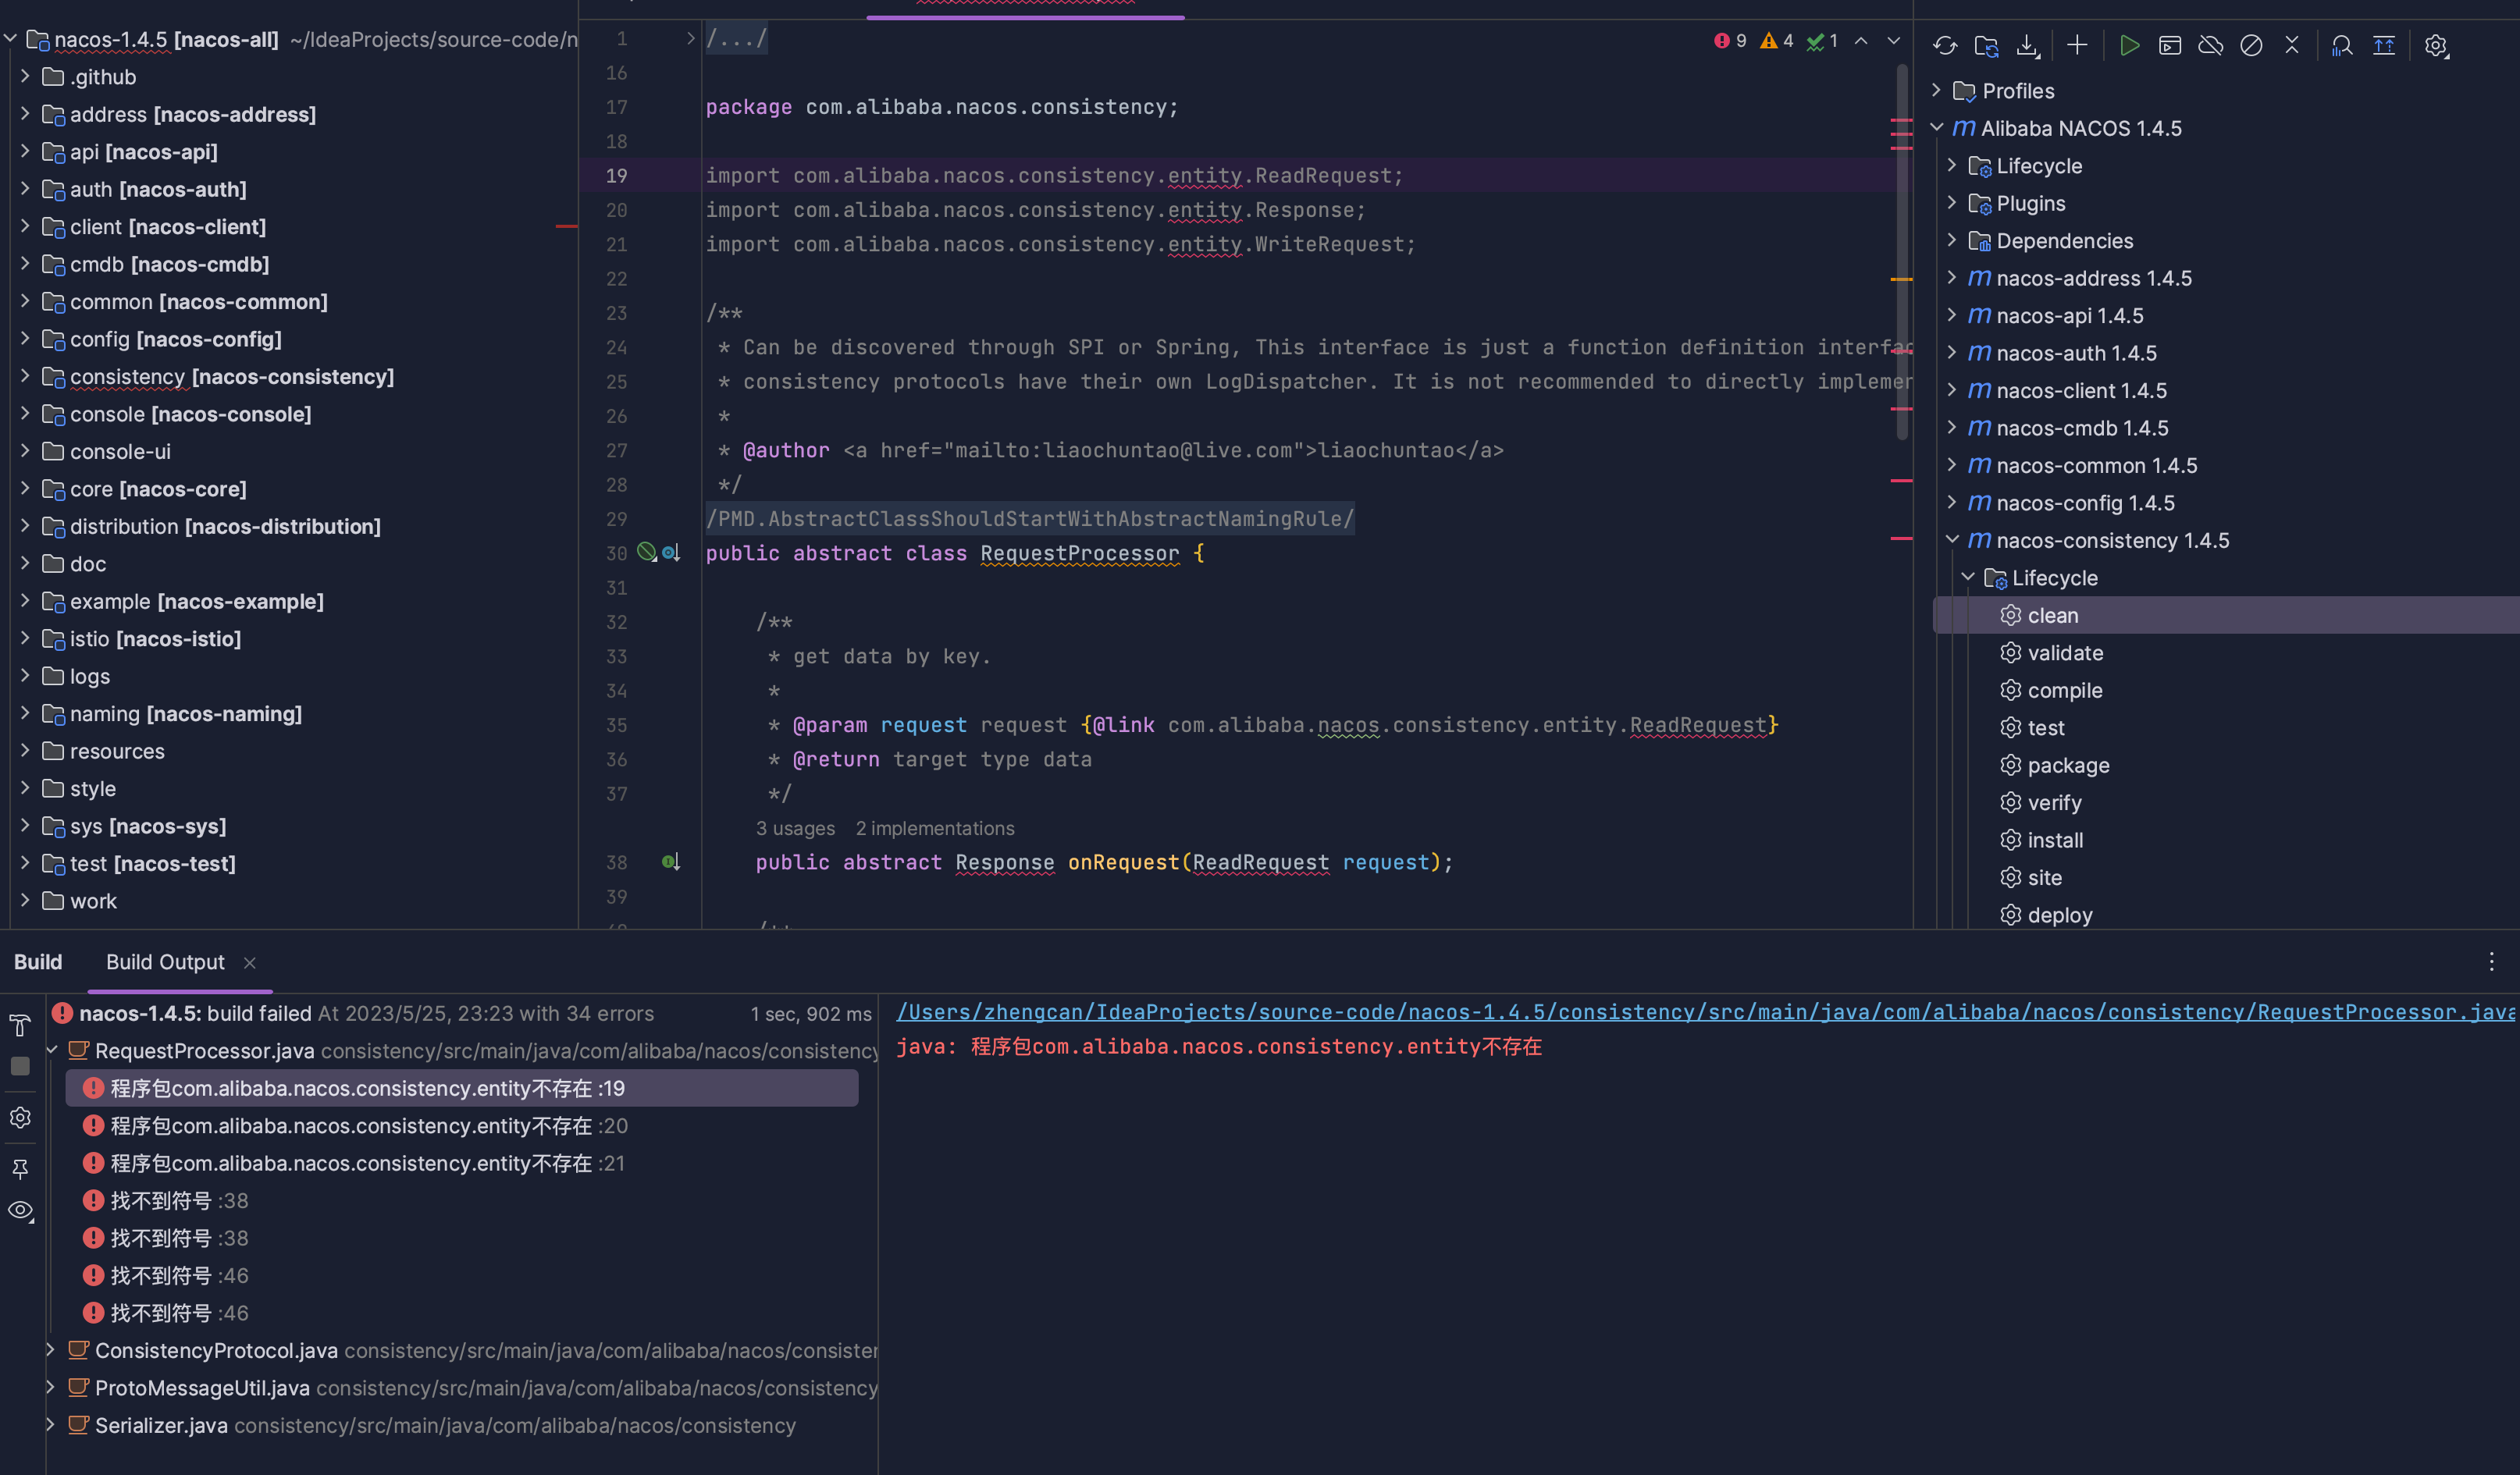 nacos-1.4.5 [nacos-all] ~/IdeaProjects/source-code/n
.github
address [nacos-address]
api [nacos-api]
auth [nacos-auth]
client [nacos-client]
cmdb [nacos-cmdb]
common [nacos-common]
config [nacos-config]
consistency [nacos-consistency]
console [nacos-console]
console-ui
core [nacos-core]
distribution [nacos-distribution]
doc
example [nacos-example]
istio [nacos-istio]
logs
naming [nacos-naming]
resources
style
sys [nacos-sys]
test [nacos-test]
work
9 4 1
1 /.../
16
17 package com.alibaba.nacos.consistency;
18
19 import com.alibaba.nacos.consistency.entity.ReadRequest;
20 import com.alibaba.nacos.consistency.entity.Response;
21 import com.alibaba.nacos.consistency.entity.WriteRequest;
22
23 /**
24 * Can be discovered through SPI or Spring, This interface is just a function definition interfac
25 * consistency protocols have their own LogDispatcher. It is not recommended to directly implemen
26 *
27 * @author <a href="mailto:liaochuntao@live.com">liaochuntao</a>
28 */
29 /PMD.AbstractClassShouldStartWithAbstractNamingRule/
30 public abstract class RequestProcessor {
31
32 /**
33 * get data by key.
34 *
35 * @param request request {@link com.alibaba.nacos.consistency.entity.ReadRequest}
36 * @return target type data
37 */
3 usages 2 implementations
38 public abstract Response onRequest(ReadRequest request);
39
Profiles
m Alibaba NACOS 1.4.5
Lifecycle
Plugins
Dependencies
m nacos-address 1.4.5
m nacos-api 1.4.5
m nacos-auth 1.4.5
m nacos-client 1.4.5
m nacos-cmdb 1.4.5
m nacos-common 1.4.5
m nacos-config 1.4.5
m nacos-consistency 1.4.5
Lifecycle
clean
validate
compile
test
package
verify
install
site
deploy
Build Build Output
nacos-1.4.5: build failed At 2023/5/25, 23:23 with 34 errors 1 sec, 902 ms
RequestProcessor.java consistency/src/main/java/com/alibaba/nacos/consistency
程序包com.alibaba.nacos.consistency.entity不存在 :19
程序包com.alibaba.nacos.consistency.entity不存在 :20
程序包com.alibaba.nacos.consistency.entity不存在 :21
找不到符号 :38
找不到符号 :38
找不到符号 :46
找不到符号 :46
ConsistencyProtocol.java consistency/src/main/java/com/alibaba/nacos/consister
ProtoMessageUtil.java consistency/src/main/java/com/alibaba/nacos/consistency
Serializer.java consistency/src/main/java/com/alibaba/nacos/consistency
/Users/zhengcan/IdeaProjects/source-code/nacos-1.4.5/consistency/src/main/java/com/alibaba/nacos/consistency/RequestProcessor.java
java: 程序包com.alibaba.nacos.consistency.entity不存在